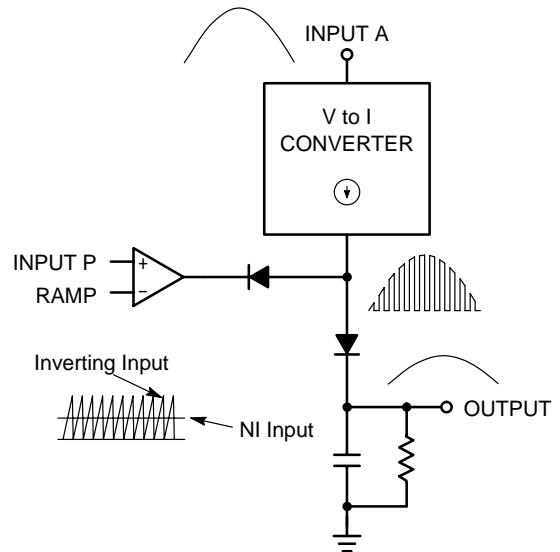 INPUT A
V to I
CONVERTER
INPUT P
+
RAMP
−
Inverting Input
NI Input
OUTPUT